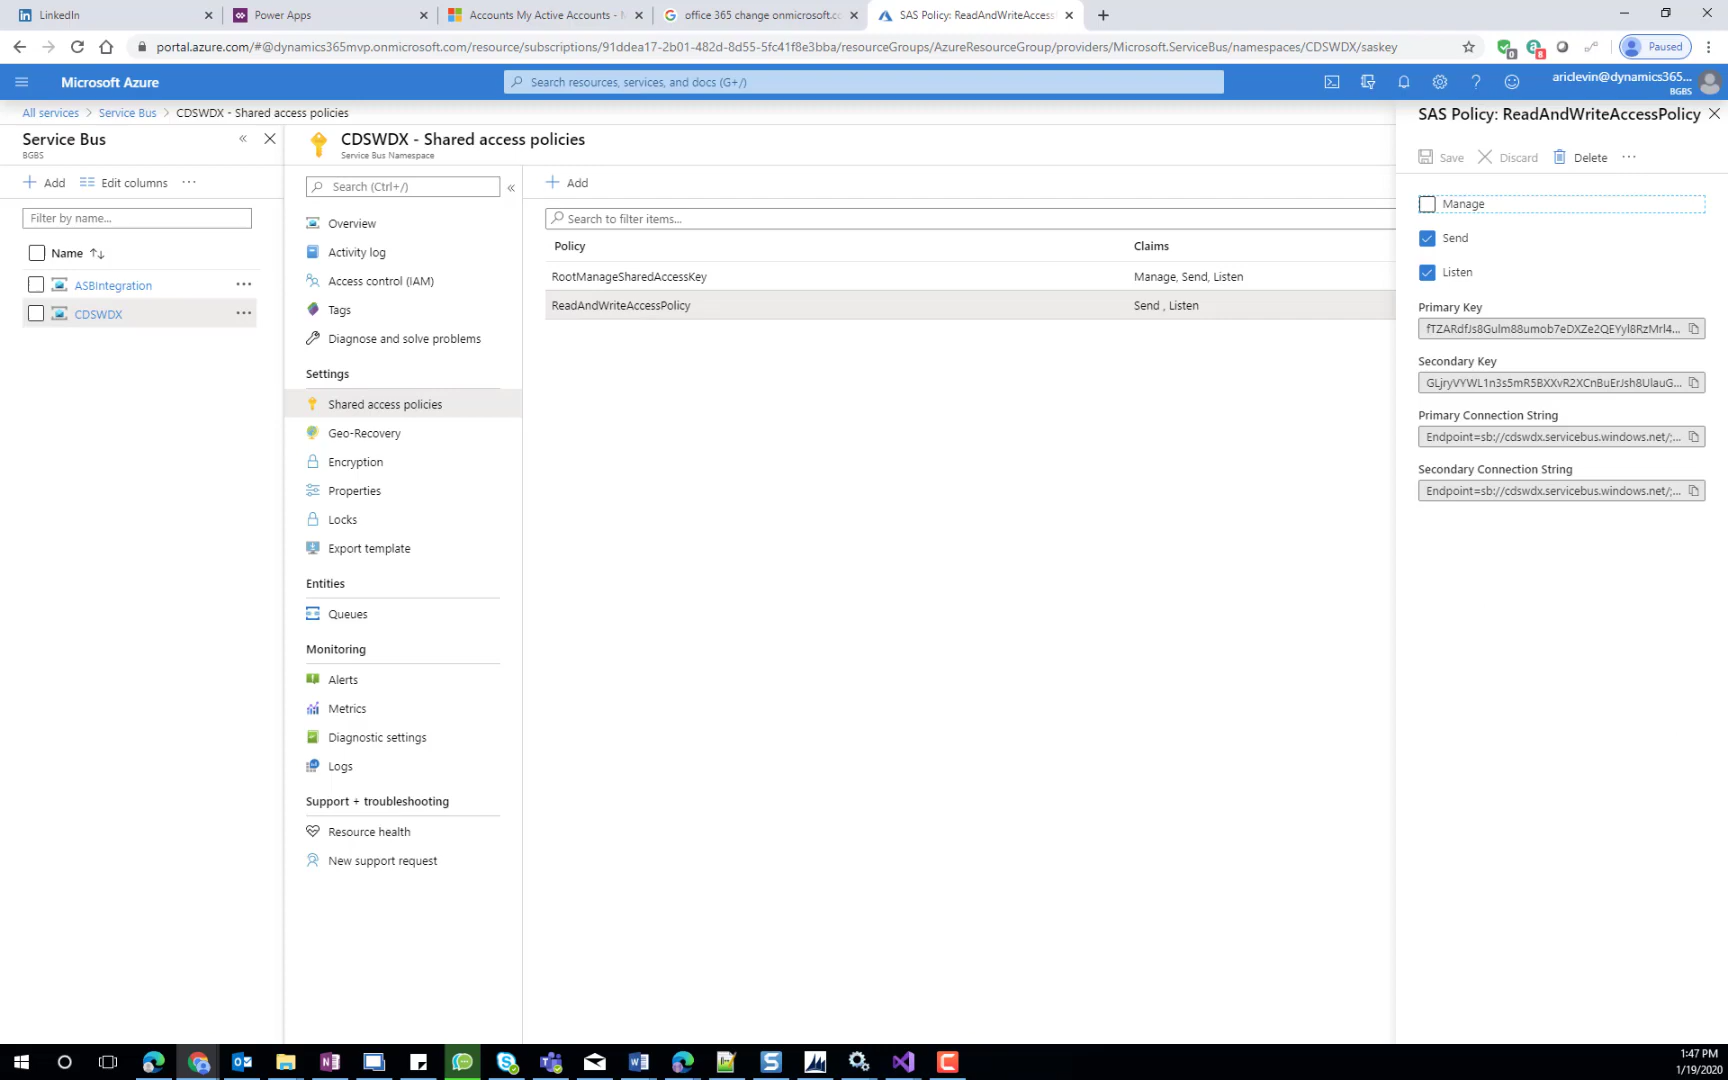 LinkedIn
Power Apps
Accounts My Active Accounts -
office 365 change onmicrosoft.co
SAS Policy: ReadAndWriteAccess
portal.azure.com/#@dynamics365mvp.onmicrosoft.com/resource/subscriptions/91ddea17-2b01-482d-8d55-5fc41f8e3bba/resourceGroups/AzureResourceGroup/providers/Microsoft.ServiceBus/namespaces/CDSWDX/saskey
0
8
Paused
Microsoft Azure
Search resources, services, and docs (G+/)
ariclevin@dynamics365...
BGBS
All services > Service Bus > CDSWDX - Shared access policies
Service Bus
BGBS
Add
Edit columns
Filter by name...
Name
ASBIntegration
CDSWDX
CDSWDX - Shared access policies
Service Bus Namespace
Search (Ctrl+/)
Overview
Activity log
Access control (IAM)
Tags
Diagnose and solve problems
Settings
Shared access policies
Geo-Recovery
Encryption
Properties
Locks
Export template
Entities
Queues
Monitoring
Alerts
Metrics
Diagnostic settings
Logs
Support + troubleshooting
Resource health
New support request
Add
Search to filter items...
Policy Claims
RootManageSharedAccessKey Manage, Send, Listen
ReadAndWriteAccessPolicy Send , Listen
SAS Policy: ReadAndWriteAccessPolicy
Save
Discard
Delete
Manage
Send
Listen
Primary Key
Secondary Key
Primary Connection String
Endpoint=sb://cdswdx.servicebus.windows.net/;...
Secondary Connection String
Endpoint=sb://cdswdx.servicebus.windows.net/;...
1:47 PM
1/19/2020